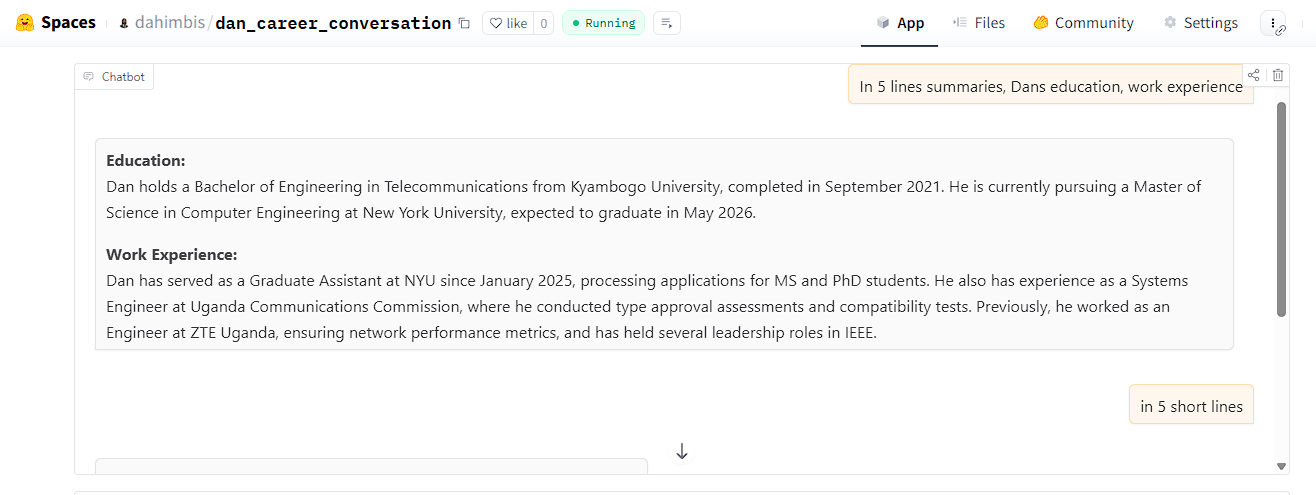 Spaces
dahimbis/dan_career_conversation
like 0
Running
App
Files
Community
Settings
Chatbot
In 5 lines summaries, Dans education, work experience
Education:
Dan holds a Bachelor of Engineering in Telecommunications from Kyambogo University, completed in September 2021. He is currently pursuing a Master of
Science in Computer Engineering at New York University, expected to graduate in May 2026.
Work Experience:
Dan has served as a Graduate Assistant at NYU since January 2025, processing applications for MS and PhD students. He also has experience as a Systems
Engineer at Uganda Communications Commission, where he conducted type approval assessments and compatibility tests. Previously, he worked as an
Engineer at ZTE Uganda, ensuring network performance metrics, and has held several leadership roles in IEEE.
in 5 short lines